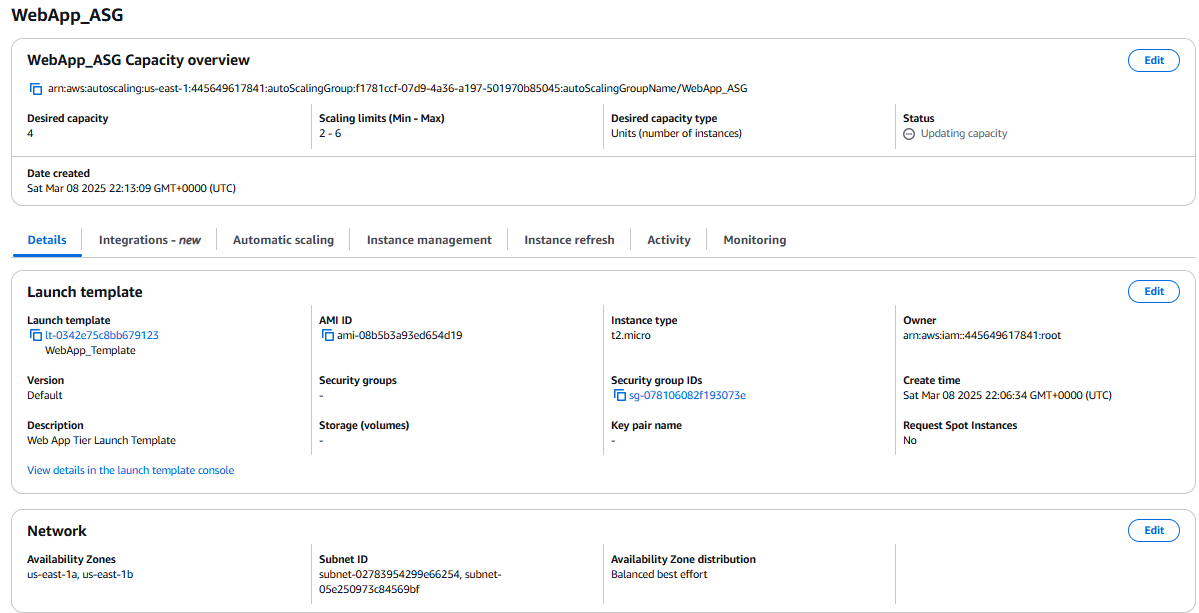 WebApp_ASG
WebApp_ASG Capacity overview
Edit
arn:aws:autoscaling:us-east-1:445649617841:autoScalingGroup:f1781ccf-07d9-4a36-a197-501970b85045:autoScalingGroupName/WebApp_ASG
Desired capacity
4
Scaling limits (Min - Max)
2 - 6
Desired capacity type
Units (number of instances)
Status
Updating capacity
Date created
Sat Mar 08 2025 22:13:09 GMT+0000 (UTC)
Details
Integrations - new
Automatic scaling
Instance management
Instance refresh
Activity
Monitoring
Launch template
Edit
Launch template
lt-0342e75c8bb679123
WebApp_Template
AMI ID
ami-08b5b3a93ed654d19
Instance type
t2.micro
Owner
arn:aws:iam::445649617841:root
Version
Default
Security groups
-
Security group IDs
sg-078106082f193073e
Create time
Sat Mar 08 2025 22:06:34 GMT+0000 (UTC)
Description
Web App Tier Launch Template
Storage (volumes)
-
Key pair name
-
Request Spot Instances
No
View details in the launch template console
Network
Edit
Availability Zones
us-east-1a, us-east-1b
Subnet ID
subnet-02783954299e66254, subnet-
05e250973c84569bf
Availability Zone distribution
Balanced best effort